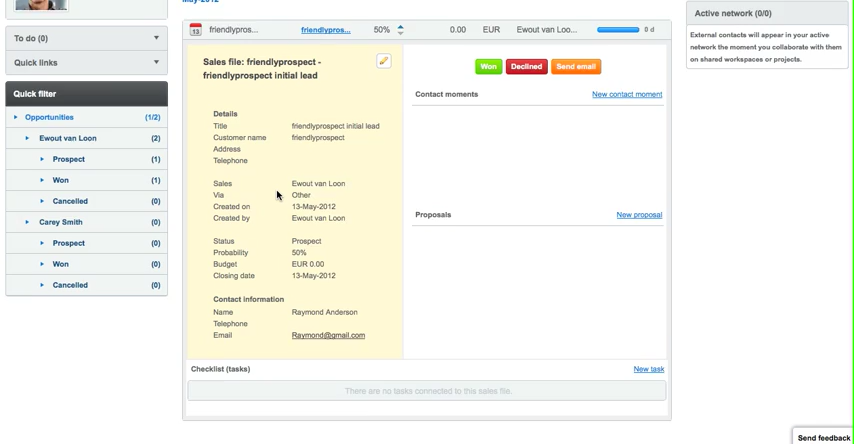 May-2012
To do (0)
Quick links
Quick filter
Opportunities (1/2)
Ewout van Loon (2)
Prospect (1)
Won (1)
Cancelled (0)
Carey Smith (0)
Prospect (0)
Won (0)
Cancelled (0)
13 friendlypros... friendlypros... 50% 0.00 EUR Ewout van Loo... 0 d
Sales file: friendlyprospect -
friendlyprospect initial lead
Details
Title friendlyprospect initial lead
Customer name friendlyprospect
Address
Telephone
Sales Ewout van Loon
Via Other
Created on 13-May-2012
Created by Ewout van Loon
Status Prospect
Probability 50%
Budget EUR 0.00
Closing date 13-May-2012
Contact information
Name Raymond Anderson
Telephone
Email Raymond@gmail.com
Won Declined Send email
Contact moments New contact moment
Proposals New proposal
Checklist (tasks) New task
There are no tasks connected to this sales file.
Active network (0/0)
External contacts will appear in your active
network the moment you collaborate with them
on shared workspaces or projects.
Send feedback